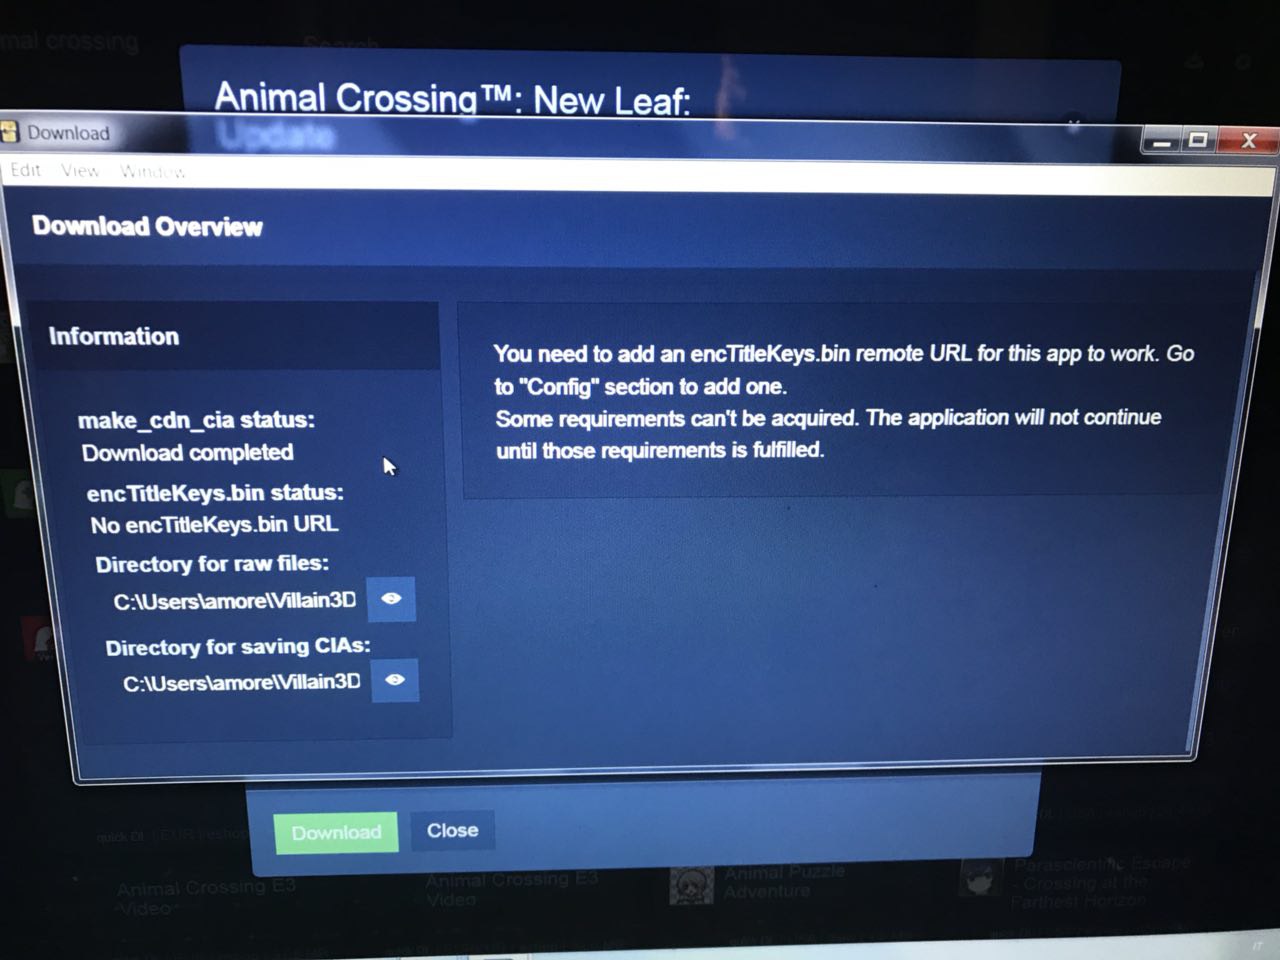 mal crossing
Search
Animal Crossing™: New Leaf:
Update
Download
Edit View Window
Download Overview
Information
make_cdn_cia status:
Download completed
encTitleKeys.bin status:
No encTitleKeys.bin URL
Directory for raw files:
C:\Users\amore\Villain3D
Directory for saving CIAs:
C:\Users\amore\Villain3D
You need to add an encTitleKeys.bin remote URL for this app to work. Go
to "Config" section to add one.
Some requirements can't be acquired. The application will not continue
until those requirements is fulfilled.
Download Close
quick DL EUR eshop
Animal Crossing E3
Video
Animal Crossing E3
Video
Animal Puzzle
Adventure
Parascientific Escape
- Crossing at the
Farthest Horizon
IT